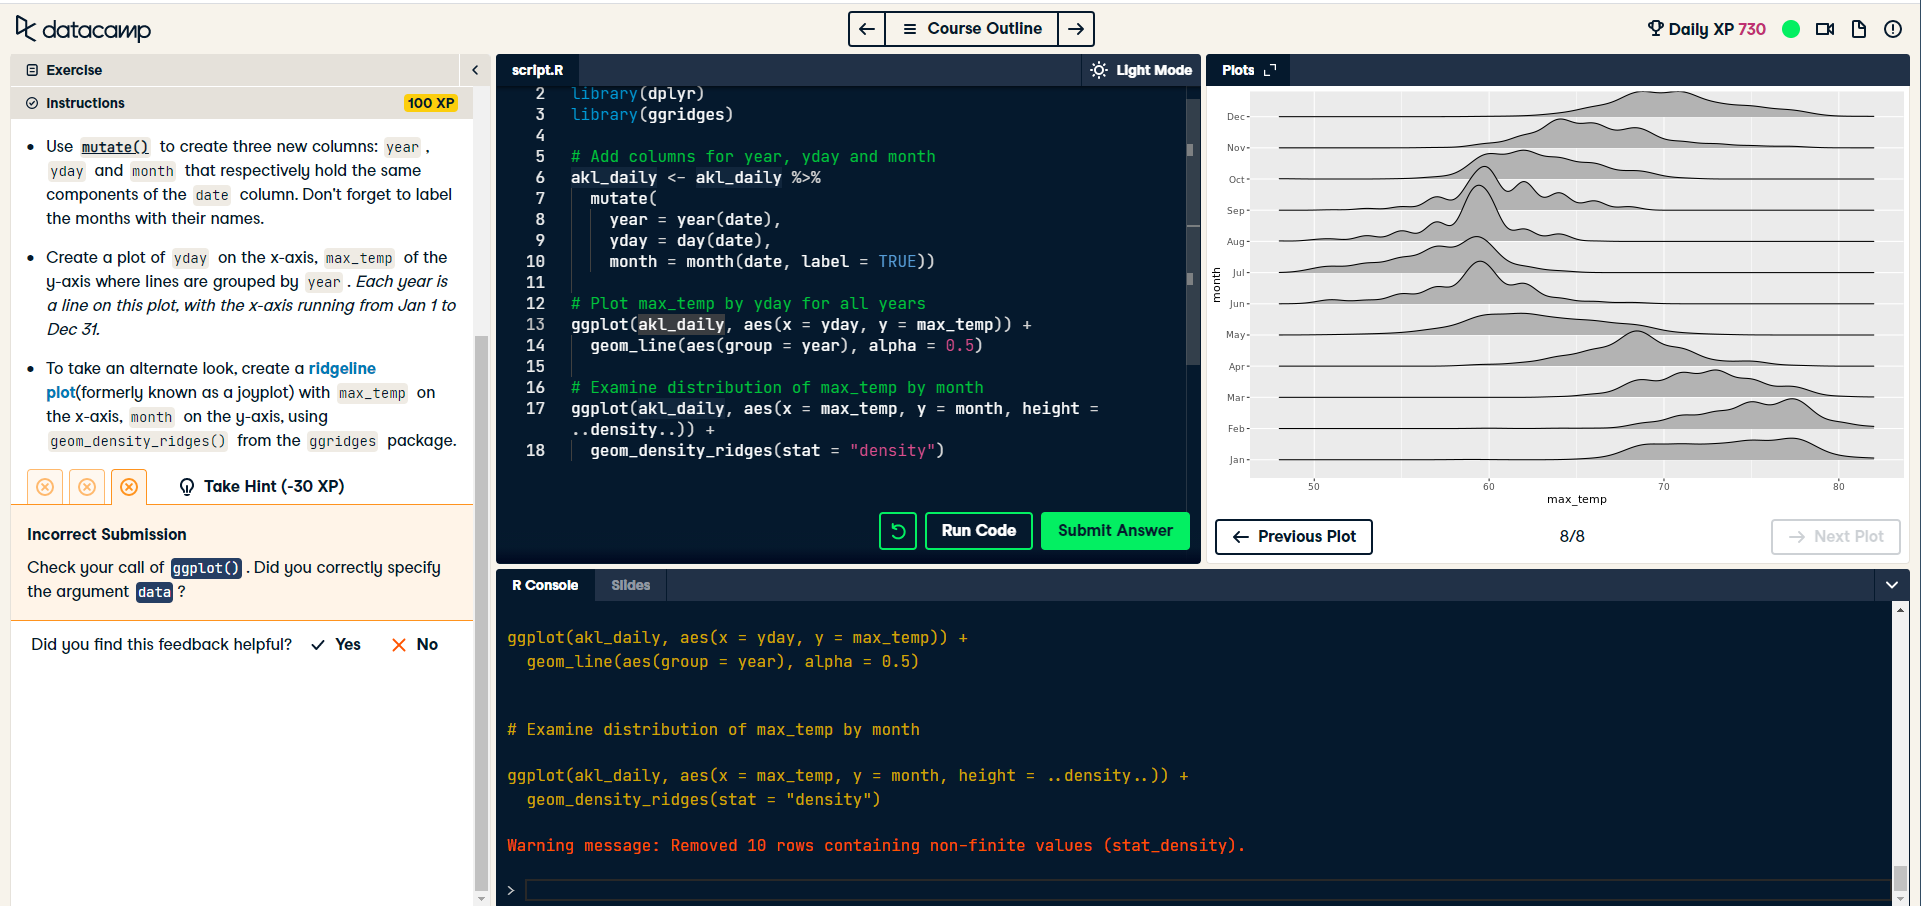 datacamp
Course Outline
Daily XP 730
Exercise
Instructions
100 XP
Use mutate() to create three new columns: year ,
yday and month that respectively hold the same
components of the date column. Don't forget to label
the months with their names.
Create a plot of yday on the x-axis, max_temp of the
y-axis where lines are grouped by year . Each year is
a line on this plot, with the x-axis running from Jan 1 to
Dec 31.
To take an alternate look, create a ridgeline
plot(formerly known as a joyplot) with max_temp on
the x-axis, month on the y-axis, using
geom_density_ridges() from the ggridges package.
Take Hint (-30 XP)
Incorrect Submission
Check your call of ggplot() . Did you correctly specify
the argument data ?
Did you find this feedback helpful? Yes No
script.R
Light Mode
2 library(dplyr)
3 library(ggridges)
4
5 # Add columns for year, yday and month
6 akl_daily <- akl_daily %>%
7 mutate(
8 year = year(date),
9 yday = day(date),
10 month = month(date, label = TRUE))
11
12 # Plot max_temp by yday for all years
13 ggplot(akl_daily, aes(x = yday, y = max_temp)) +
14 geom_line(aes(group = year), alpha = 0.5)
15
16 # Examine distribution of max_temp by month
17 ggplot(akl_daily, aes(x = max_temp, y = month, height =
..density..)) +
18 geom_density_ridges(stat = "density")
Run Code
Submit Answer
Plots
Dec
Nov
Oct
Sep
Aug
Jul
Jun
May
Apr
Mar
Feb
Jan
month
50 60 70 80
max_temp
Previous Plot
8/8
Next Plot
R Console
Slides
ggplot(akl_daily, aes(x = yday, y = max_temp)) +
geom_line(aes(group = year), alpha = 0.5)
# Examine distribution of max_temp by month
ggplot(akl_daily, aes(x = max_temp, y = month, height = ..density..)) +
geom_density_ridges(stat = "density")
Warning message: Removed 10 rows containing non-finite values (stat_density).
>